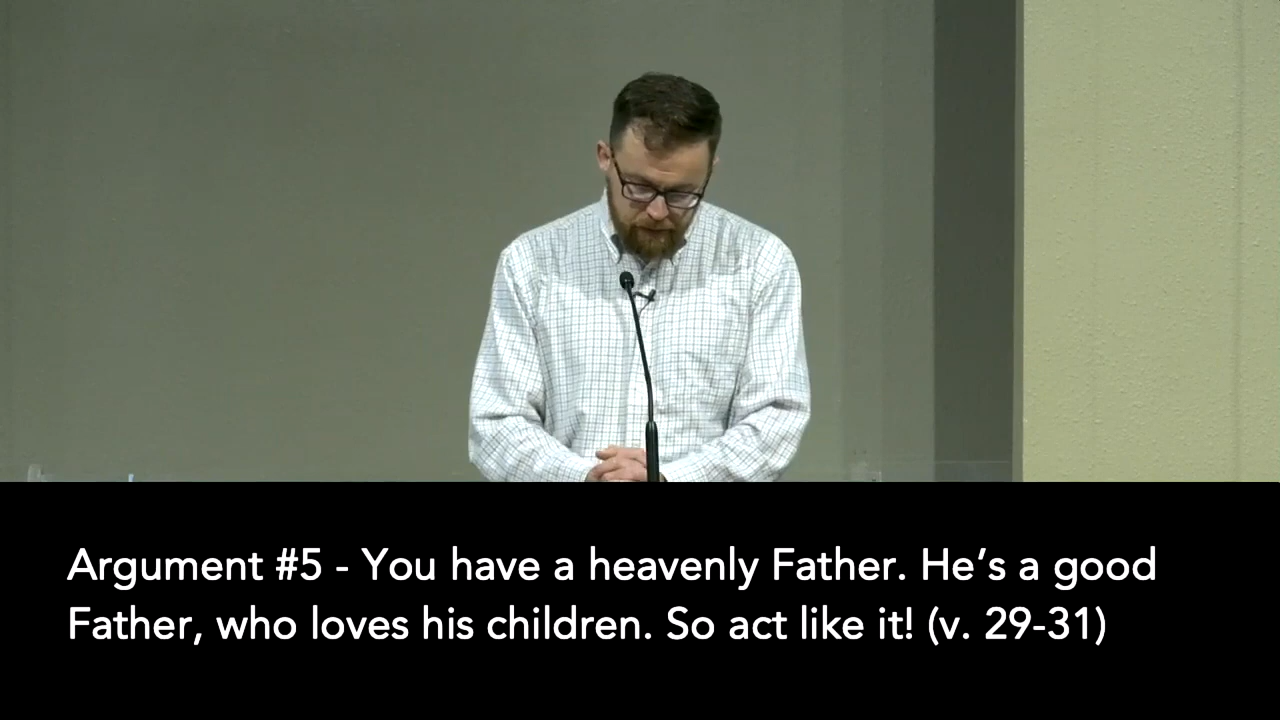 Argument #5 - You have a heavenly Father. He’s a good
Father, who loves his children. So act like it! (v. 29-31)